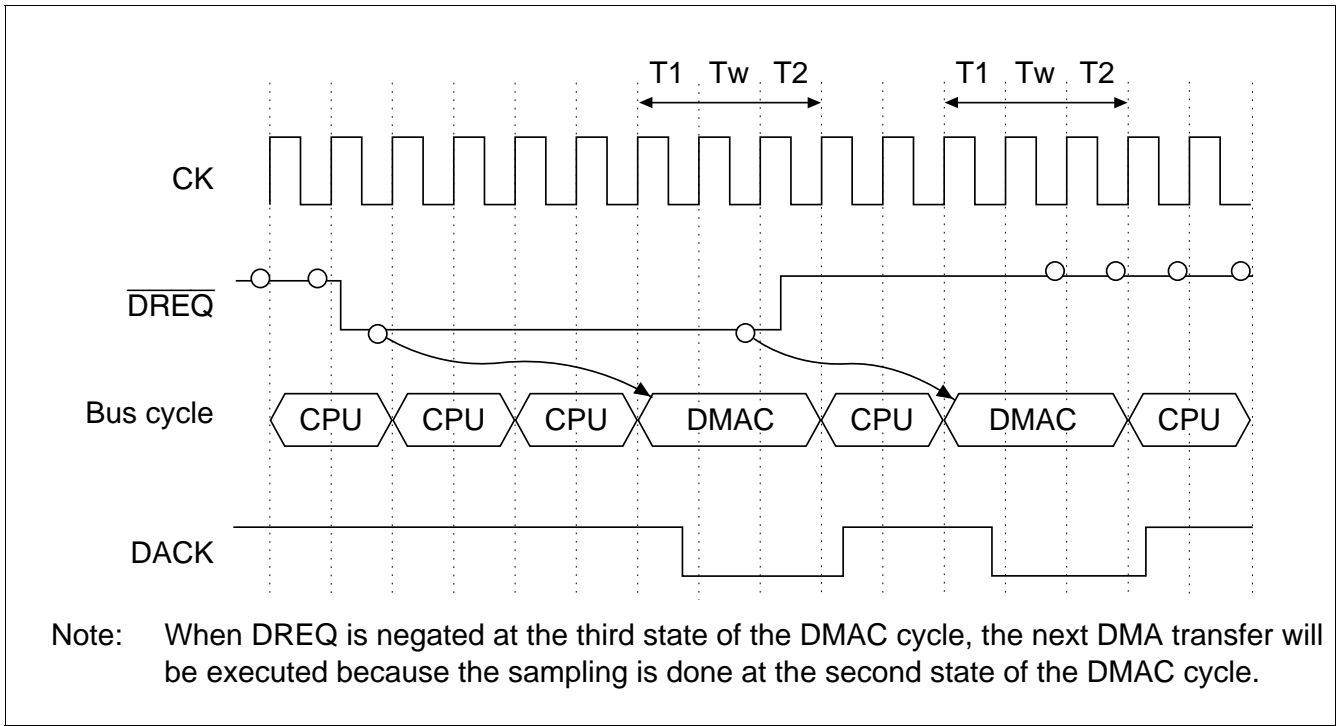 T1 Tw T2 T1 Tw T2
CK
DREQ
Bus cycle CPU CPU CPU DMAC CPU DMAC CPU
DACK
Note: When DREQ is negated at the third state of the DMAC cycle, the next DMA transfer will
be executed because the sampling is done at the second state of the DMAC cycle.